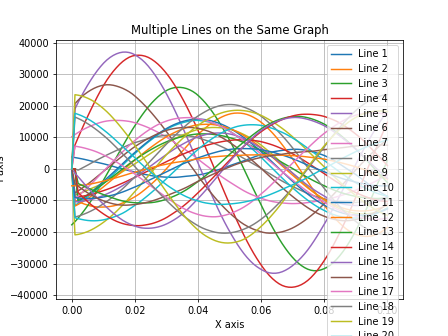 Multiple Lines on the Same Graph
40000
30000
20000
10000
0
−10000
−20000
−30000
−40000
0.00
0.02
0.04
0.06
X axis
Line 1
Line 2
Line 3
Line 4
Line 5
Line 6
Line 7
Line 8
Line 9
Line 10
Line 11
Line 12
Line 13
Line 14
Line 15
Line 16
Line 17
Line 18
Line 19